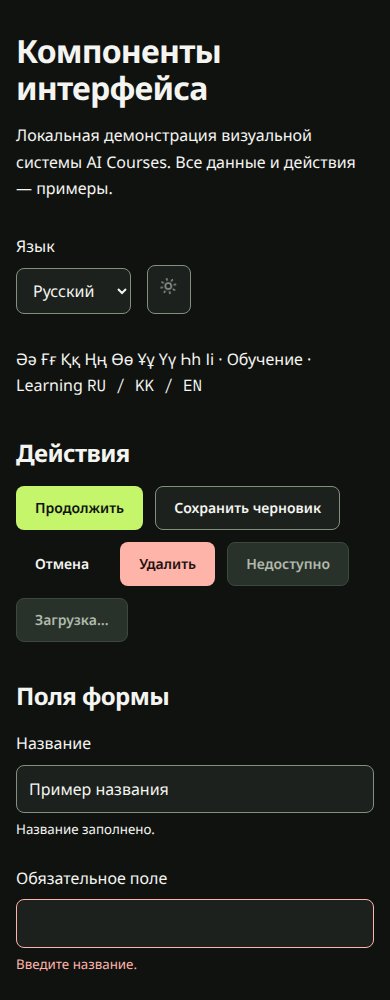 Компоненты
интерфейса
Локальная демонстрация визуальной
системы AI Courses. Все данные и действия
— примеры.
Язык
Русский
Әә Ғғ Ққ Ңң Өө Ұұ Үү Һһ Іі · Обучение ·
Learning RU / KK / EN
Действия
Продолжить
Сохранить черновик
Отмена
Удалить
Недоступно
Загрузка…
Поля формы
Название
Пример названия
Название заполнено.
Обязательное поле
Введите название.